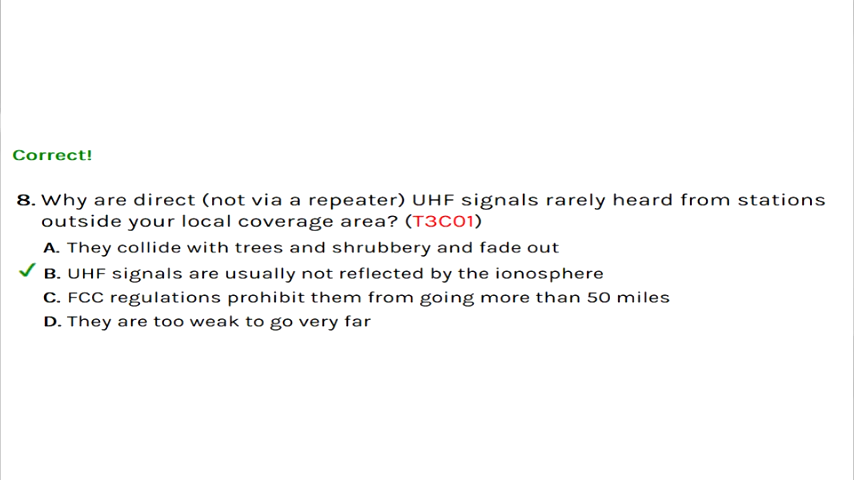 Correct!
8. Why are direct (not via a repeater) UHF signals rarely heard from stations
outside your local coverage area? (T3C01)
A. They collide with trees and shrubbery and fade out
✓ B. UHF signals are usually not reflected by the ionosphere
C. FCC regulations prohibit them from going more than 50 miles
D. They are too weak to go very far